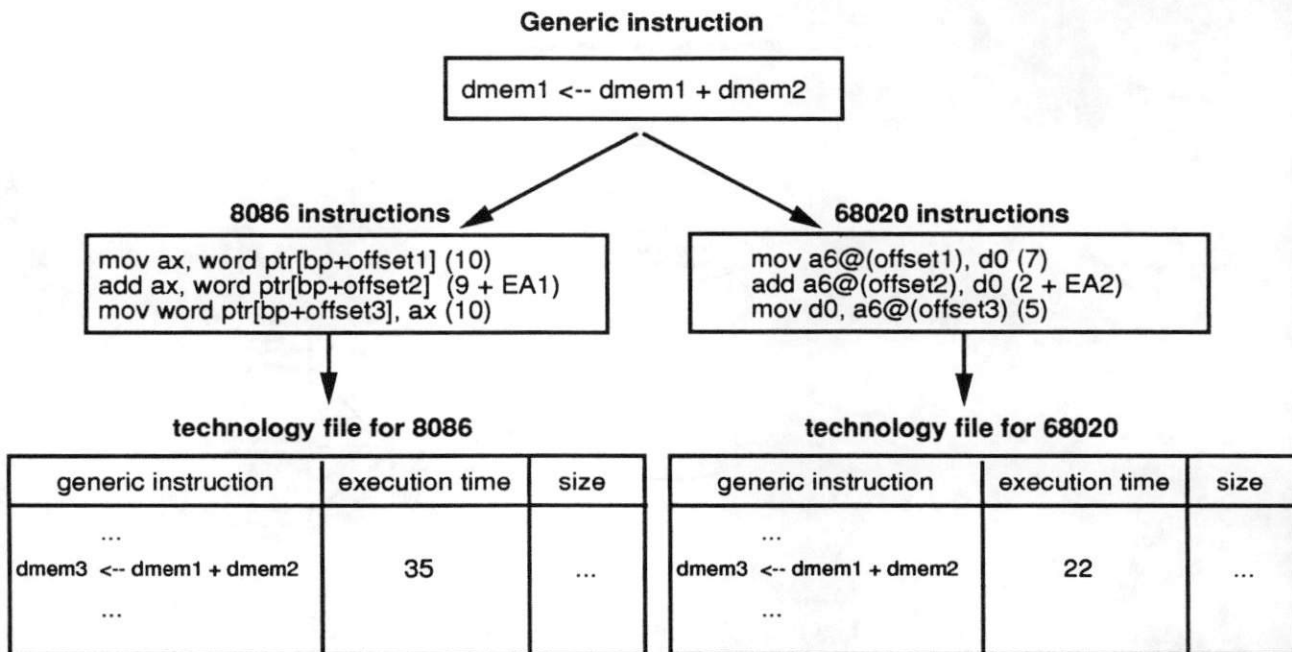 Generic instruction
dmem1 <-- dmem1 + dmem2
8086 instructions
68020 instructions
mov ax, word ptr[bp+offset1] (10)
add ax, word ptr[bp+offset2] (9 + EA1)
mov word ptr[bp+offset3], ax (10)
mov a6@(offset1), d0 (7)
add a6@(offset2), d0 (2 + EA2)
mov d0, a6@(offset3) (5)
technology file for 8086
generic instruction execution time size
...
dmem3 <-- dmem1 + dmem2 35 ...
...
technology file for 68020
generic instruction execution time size
...
dmem3 <-- dmem1 + dmem2 22 ...
...